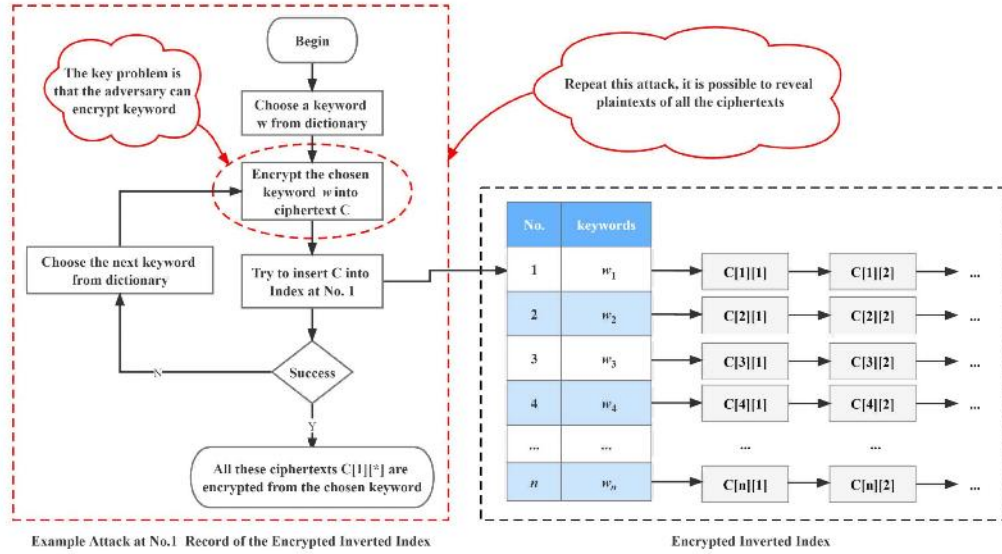 Begin
The key problem is
that the adversary can
encrypt keyword
Choose a keyword
w from dictionary
Repeat this attack, it is possible to reveal
plaintexts of all the ciphertexts
Encrypt the chosen
keyword w into
ciphertext C
Choose the next keyword
from dictionary
Try to insert C into
Index at No. 1
N
Success
Y
All these ciphertexts C[1][*] are
encrypted from the chosen keyword
No. keywords
1 w1 C[1][1] C[1][2] ...
2 w2 C[2][1] C[2][2] ...
3 w3 C[3][1] C[3][2] ...
4 w4 C[4][1] C[4][2] ...
... ... ... ...
n wn C[n][1] C[n][2] ...
Example Attack at No.1 Record of the Encrypted Inverted Index
Encrypted Inverted Index